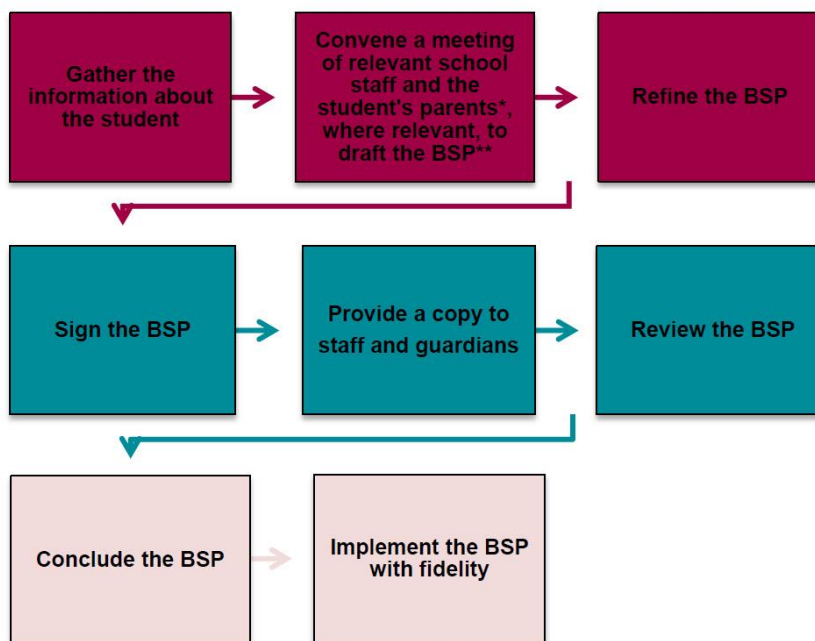 Gather the
information about
the student
Convene a meeting
of relevant school
staff and the
student's parents*,
where relevant, to
draft the BSP**
Refine the BSP
Sign the BSP
Provide a copy to
staff and guardians
Review the BSP
Conclude the BSP
Implement the BSP
with fidelity